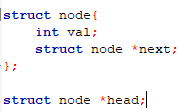 struct node{
    int val;
    struct node *next;
};

struct node *head;